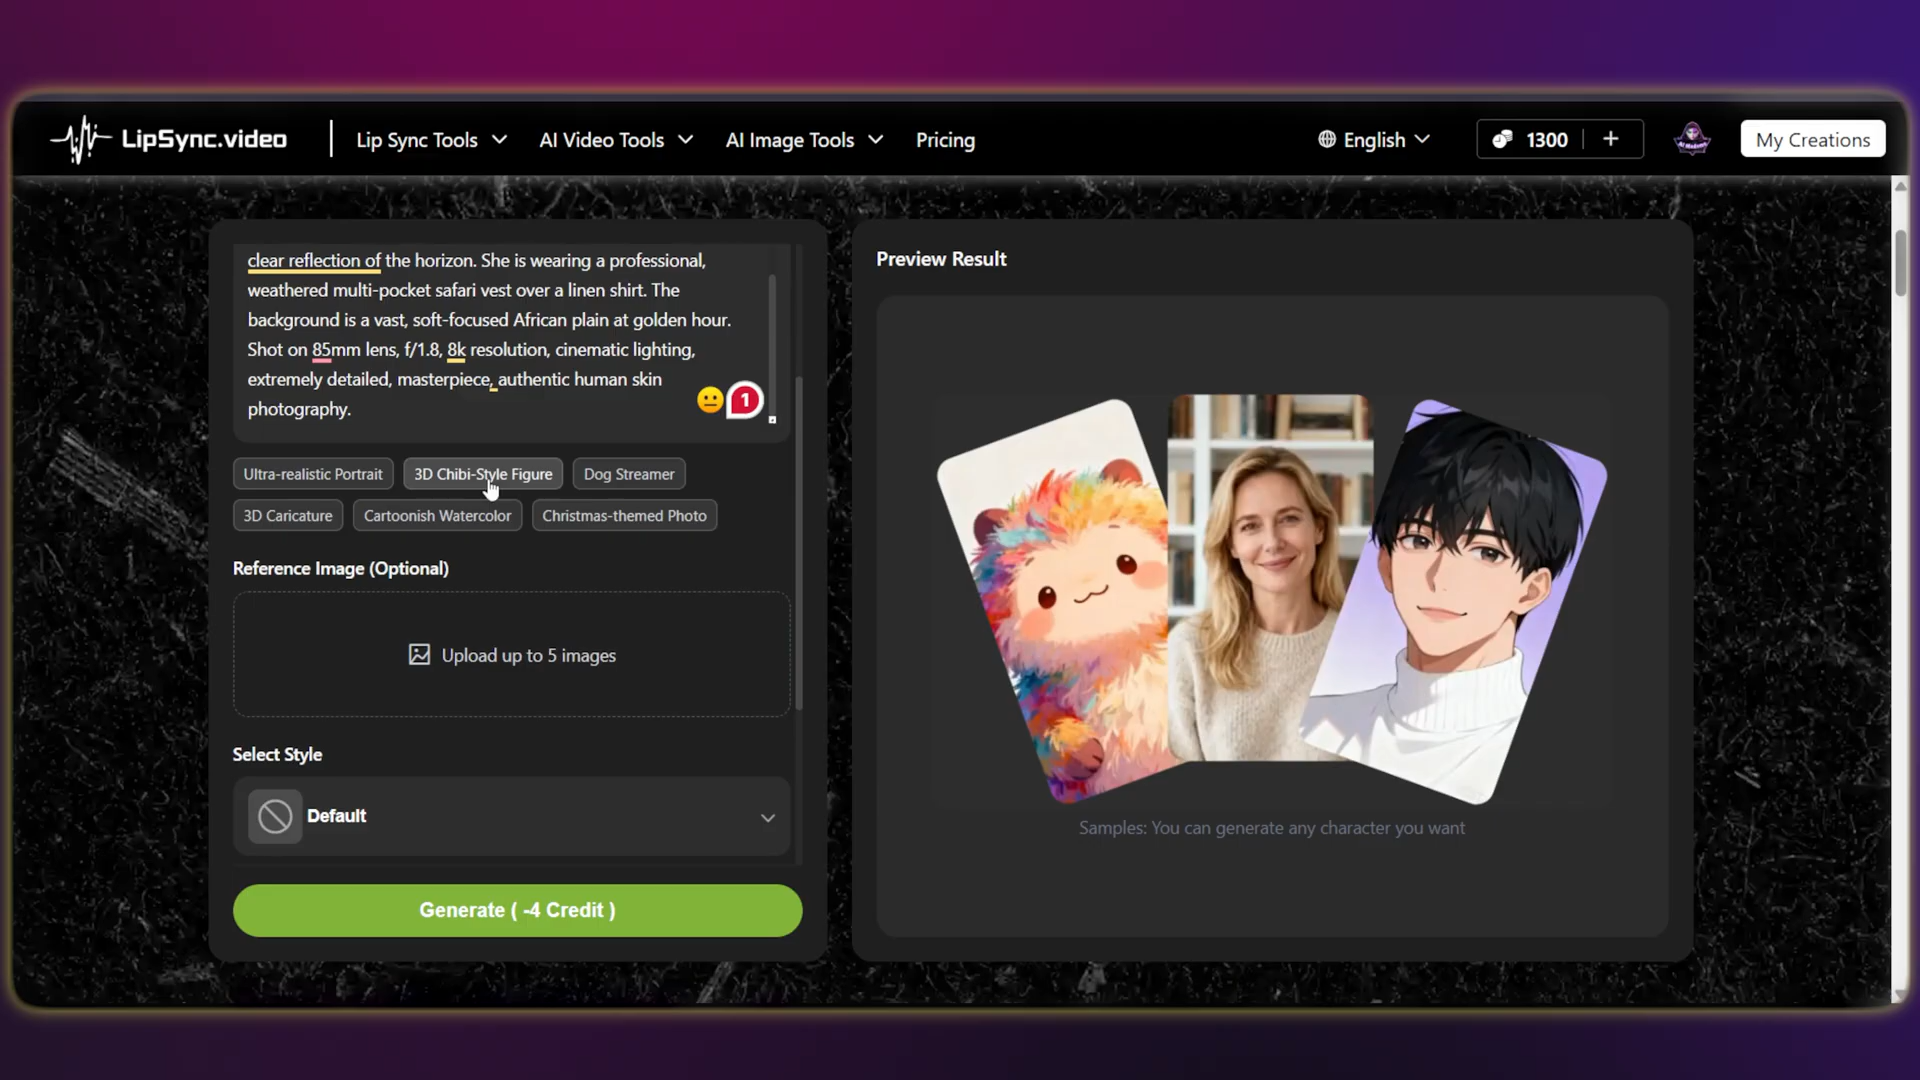 LipSync.video
Lip Sync Tools
AI Video Tools
AI Image Tools
Pricing
English
1300
+
My Creations
clear reflection of the horizon. She is wearing a professional,
weathered multi-pocket safari vest over a linen shirt. The
background is a vast, soft-focused African plain at golden hour.
Shot on 85mm lens, f/1.8, 8k resolution, cinematic lighting,
extremely detailed, masterpiece, authentic human skin
photography.
1
Ultra-realistic Portrait
3D Chibi-Style Figure
Dog Streamer
3D Caricature
Cartoonish Watercolor
Christmas-themed Photo
Reference Image (Optional)
Upload up to 5 images
Select Style
Default
Generate ( -4 Credit )
Preview Result
Samples: You can generate any character you want